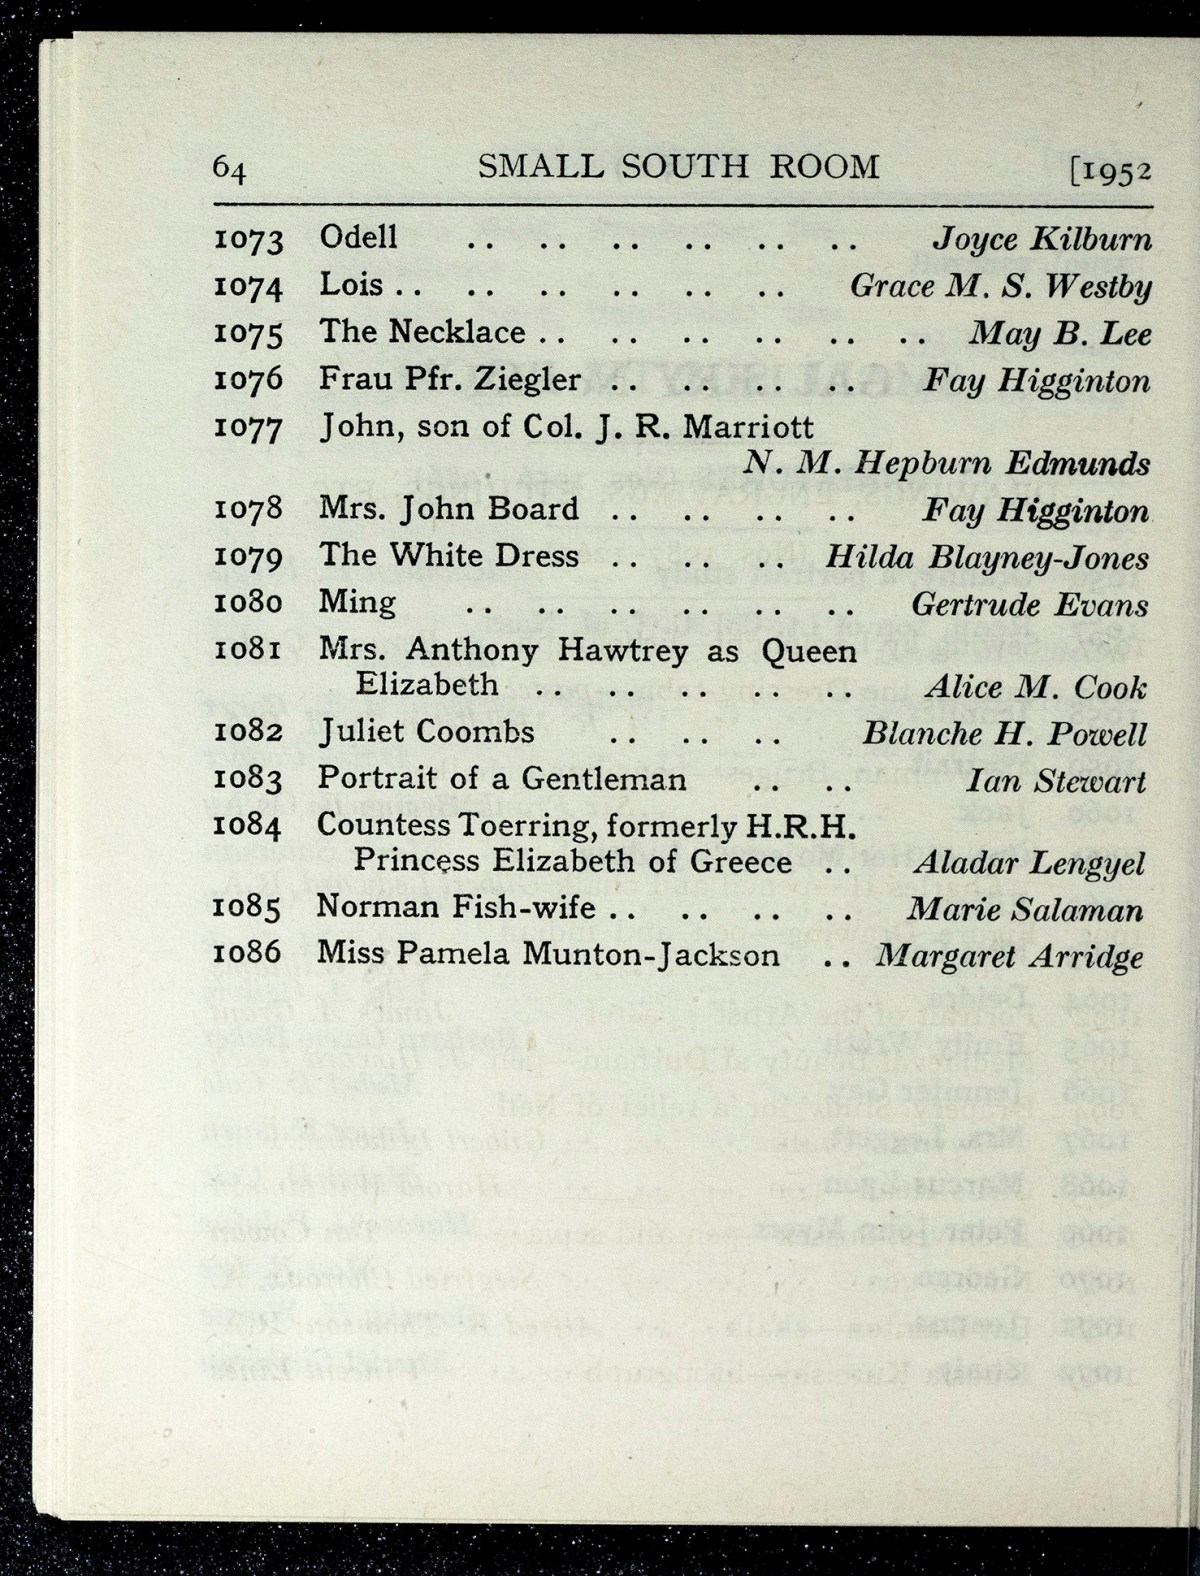 64 SMALL SOUTH ROOM [1952
1073 Odell .. .. .. .. .. .. Joyce Kilburn
1074 Lois .. .. .. .. .. .. Grace M. S. Westby
1075 The Necklace .. .. .. .. .. .. May B. Lee
1076 Frau Pfr. Ziegler .. .. .. .. Fay Higginton
1077 John, son of Col. J. R. Marriott
N. M. Hepburn Edmunds
1078 Mrs. John Board .. .. .. .. Fay Higginton
1079 The White Dress .. .. .. Hilda Blayney-Jones
1080 Ming .. .. .. .. .. .. Gertrude Evans
1081 Mrs. Anthony Hawtrey as Queen
Elizabeth .. .. .. .. .. Alice M. Cook
1082 Juliet Coombs .. .. .. Blanche H. Powell
1083 Portrait of a Gentleman .. .. Ian Stewart
1084 Countess Toerring, formerly H.R.H.
Princess Elizabeth of Greece .. Aladar Lengyel
1085 Norman Fish-wife .. .. .. .. Marie Salaman
1086 Miss Pamela Munton-Jackson .. Margaret Arridge